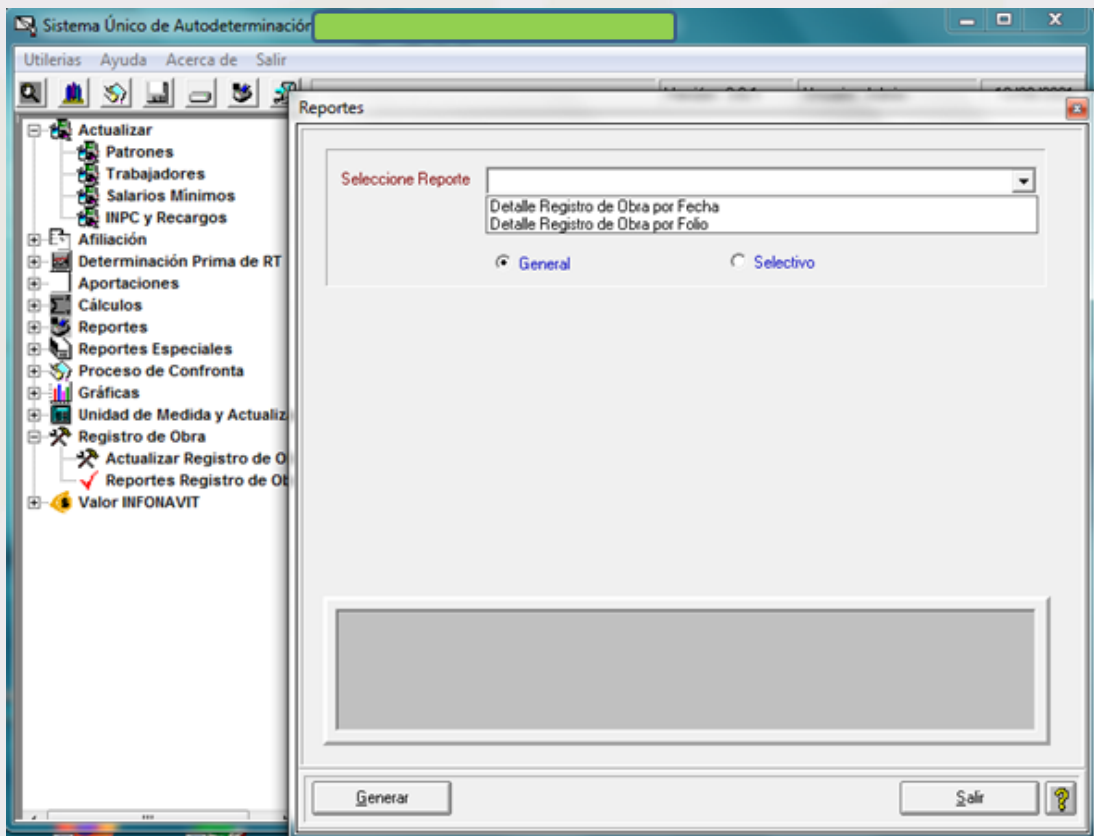 Sistema Único de Autodeterminación
Utilerias Ayuda Acerca de Salir
Reportes
Actualizar
Patrones
Trabajadores
Salarios Mínimos
INPC y Recargos
Afiliación
Determinación Prima de RT
Aportaciones
Cálculos
Reportes
Reportes Especiales
Proceso de Confronta
Gráficas
Unidad de Medida y Actualiz
Registro de Obra
Actualizar Registro de O
Reportes Registro de Ob
Valor INFONAVIT
Seleccione Reporte
Detalle Registro de Obra por Fecha
Detalle Registro de Obra por Folio
General Selectivo
Generar Salir